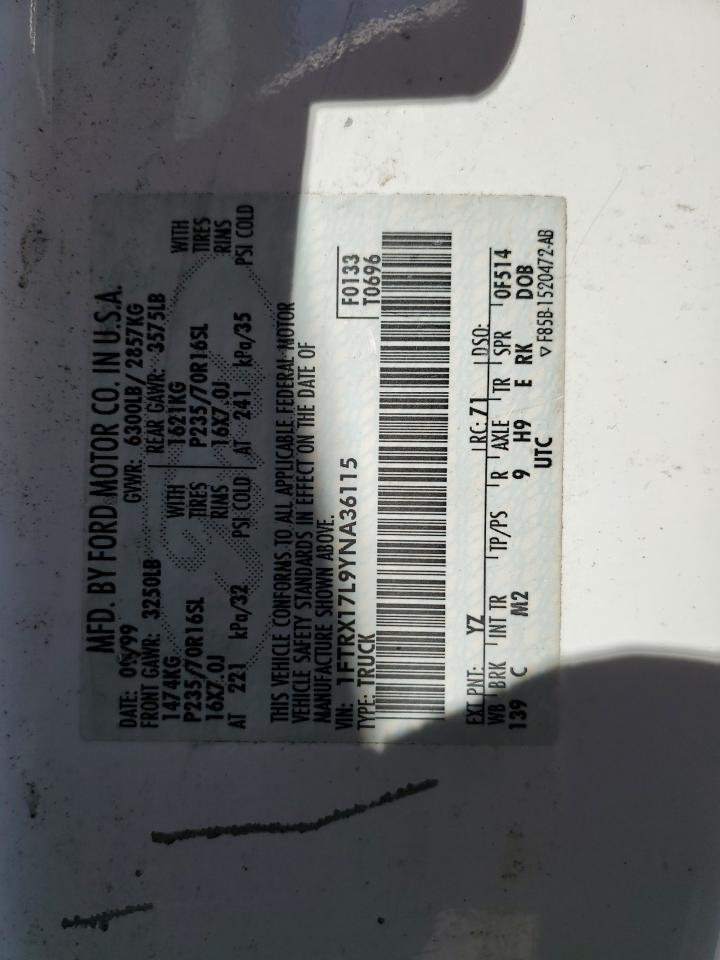 MFD. BY FORD MOTOR CO. IN U.S.A.
DATE: GVWR: 6300LB/ 2857KG
FRONT GAWR: 3250LB REAR GAWR: 3575LB
1474KG WITH 1621KG WITH
P235/70R16SL TIRES P235/70R16SL TIRES
16X7.0J RIMS 16X7.0J RIMS
AT 221 kPa/32 PSI COLD AT 241 kPa/35 PSI COLD
THIS VEHICLE CONFORMS TO ALL APPLICABLE FEDERAL MOTOR
VEHICLE SAFETY STANDARDS IN EFFECT ON THE DATE OF
MANUFACTURE SHOWN ABOVE.
VIN: 1FTRX17L9YNA36115 F0133
TYPE: TRUCK T0696
EXT PNT: YZ RC: 71 DSO:
WB BRK INT TR TP/PS R AXLE TR SPR 0F514
139 C M2 9 H9 E RK DOB
UTC ▽ F85B-1520472-AB